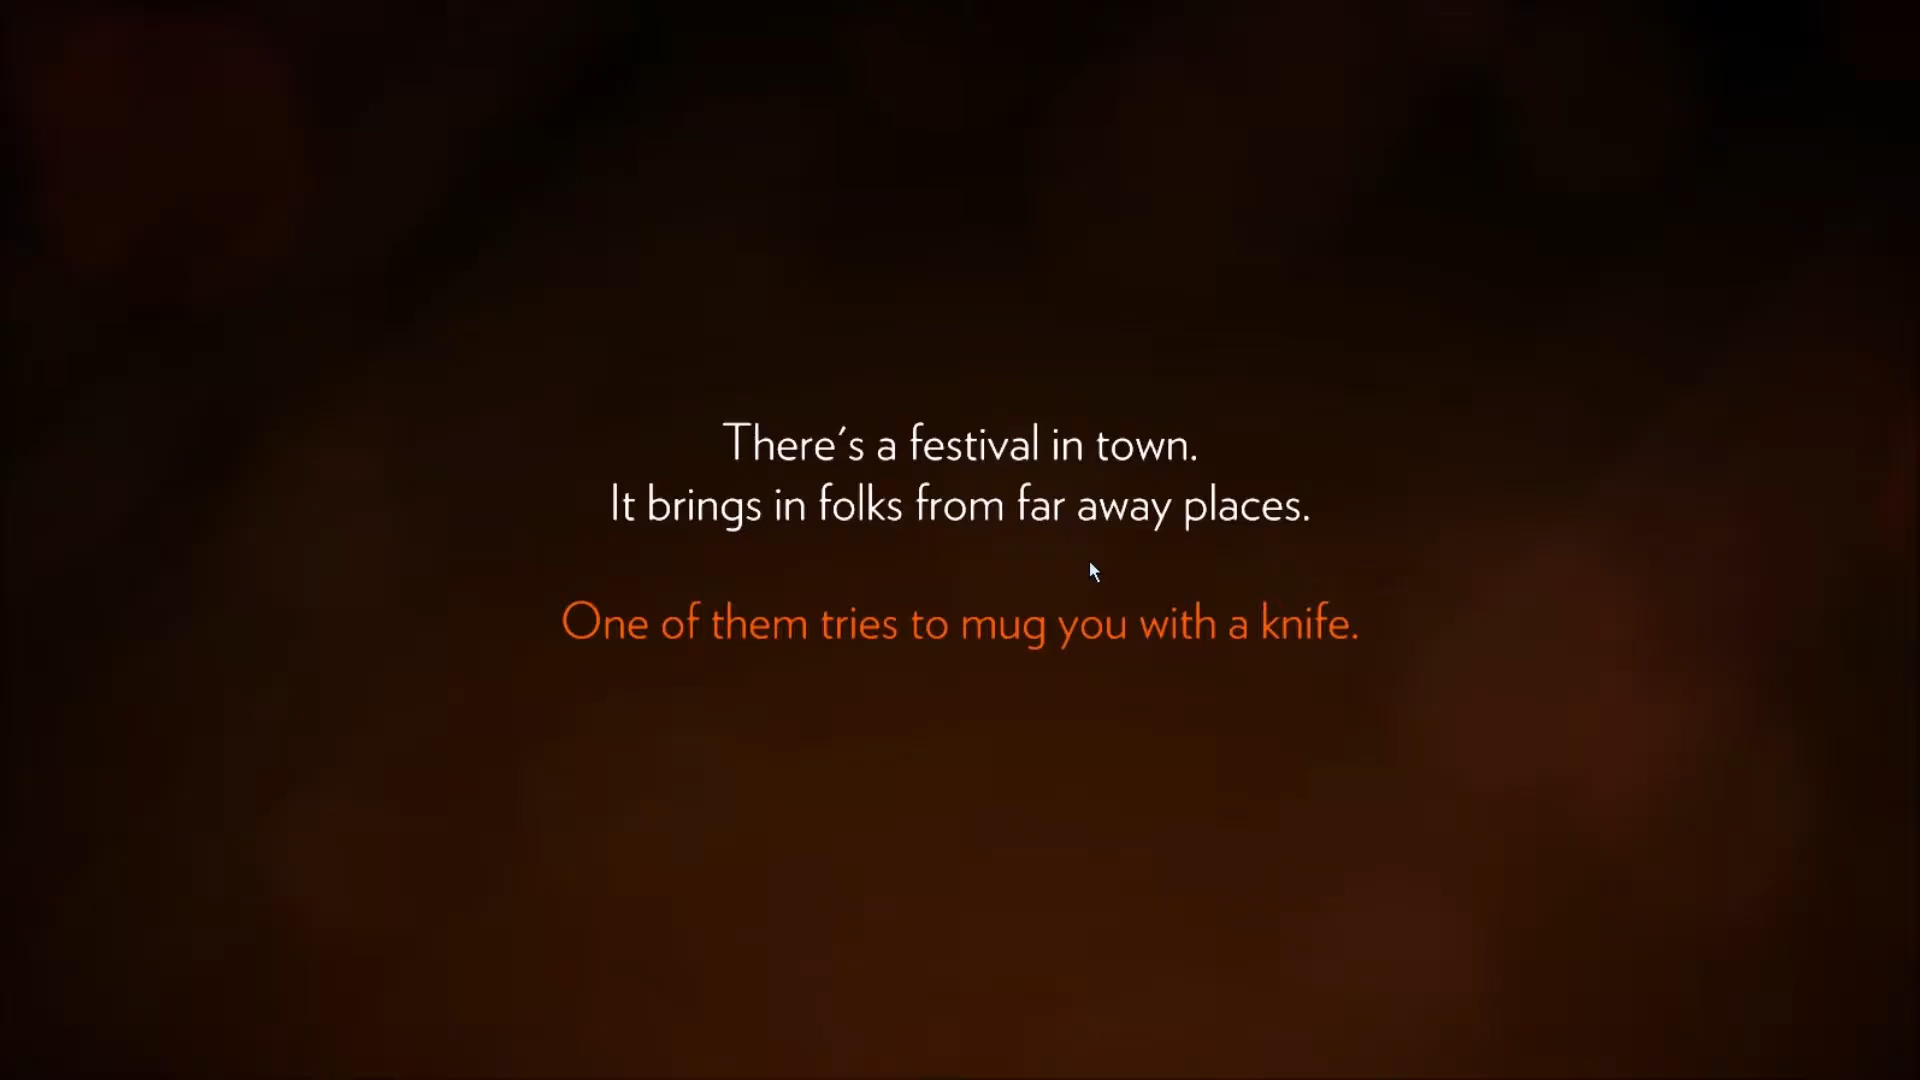 There's a festival in town.
It brings in folks from far away places.
One of them tries to mug you with a knife.